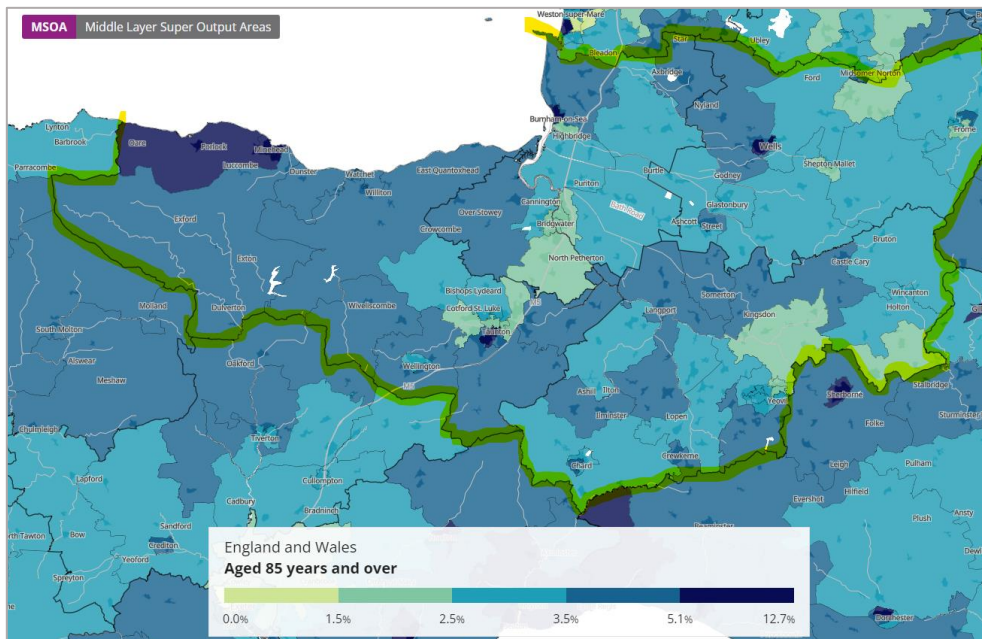 MSOA Middle Layer Super Output Areas
Weston super-Mare
Bleadon
Star
Ubley
Axbridge
Ford
Midsomer Norton
Nyland
Lynton
Barbrook
Oare
Porlock
Minehead
Luccombe
Dunster
Parracombe
Watchet
Williton
East Quantoxhead
Burnham-on-Sea
Highbridge
Wells
Frome
Shepton Mallet
Burtle
Godney
Puriton
Cannington
Over Stowey
Crowcombe
Bath Road
Glastonbury
Ashcott
Street
Bridgwater
Exford
Exton
North Petherton
Bruton
Castle Cary
Bishops Lydeard
Cotford St. Luke
M5
Wincanton
Holton
Somerton
Langport
Kingsdon
Molland
Dulverton
Wiveliscombe
Taunton
South Molton
Alswear
Meshaw
Oakford
Wellington
M5
Ashill
Ilton
Ilminster
Lopen
Yeovil
Sherborne
Stalbridge
Sturminster
Folke
Chulmleigh
Tiverton
Crewkerne
Chard
Leigh
Pulham
Lapford
Cullompton
Cadbury
Bradninch
Evershot
Hilfield
Plush
Ansty
Sandford
Bow
Crediton
Yeoford
Spreyton
Dorchester
England and Wales
Aged 85 years and over
0.0% 1.5% 2.5% 3.5% 5.1% 12.7%